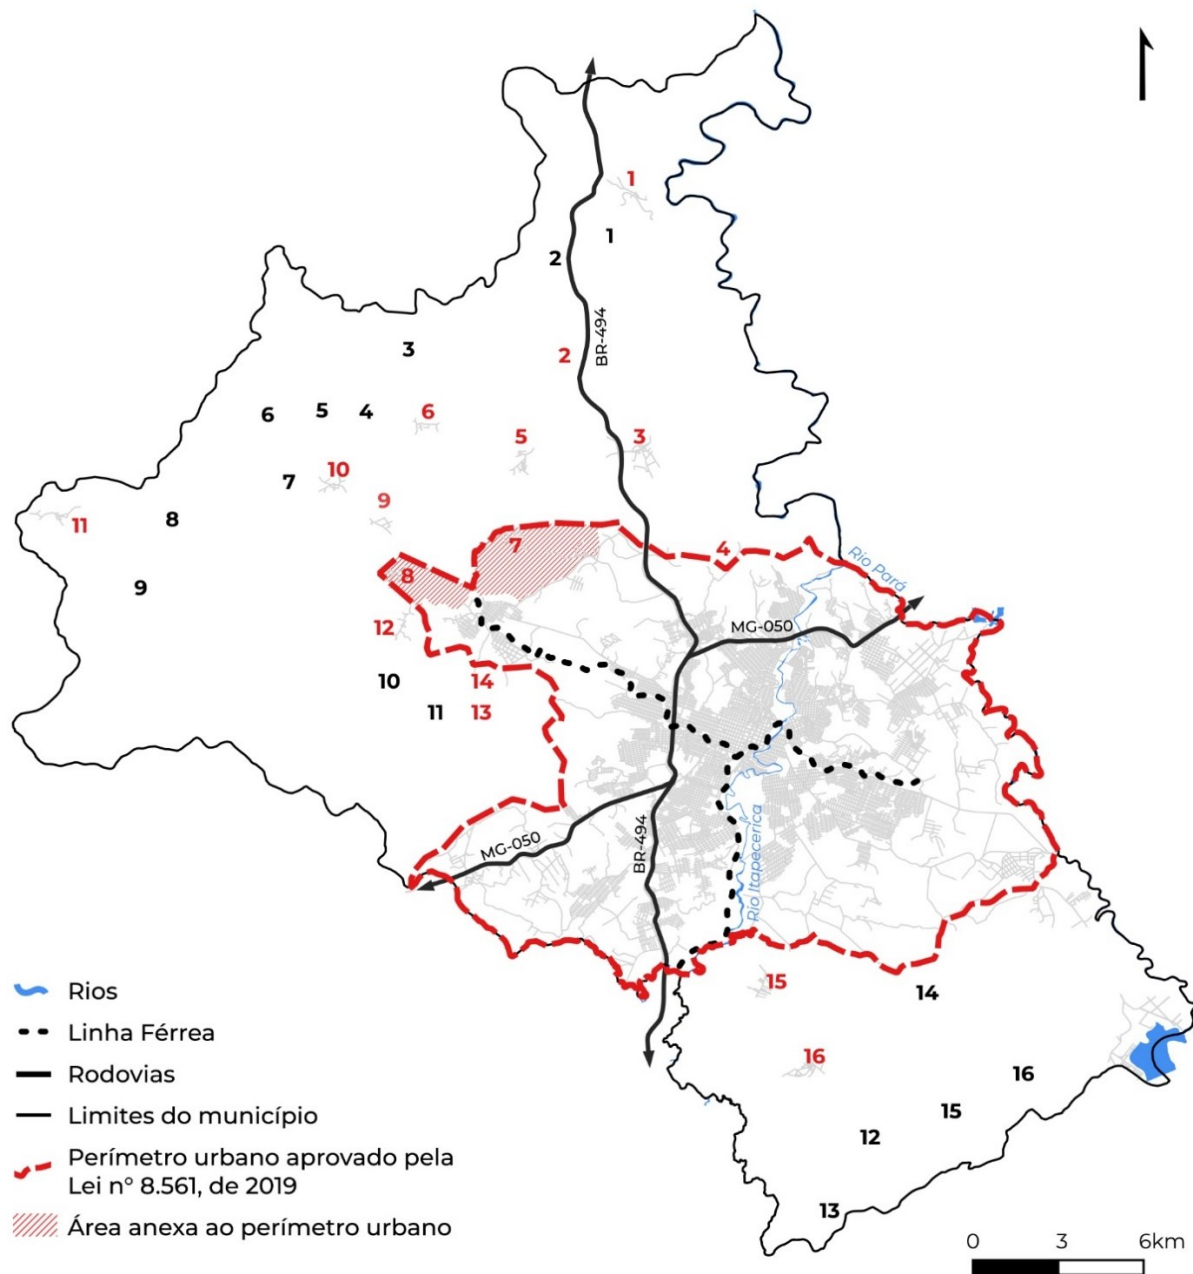 1
1
2
BR-494
2
3
6
5
4
6
5
3
7
10
9
8
11
7
4
8
9
Rio Pará
12
MG-050
10
14
11
13
MG-050
BR-494
Rio Itapecerica
15
14
16
16
15
12
13
Rios
Linha Férrea
Rodovias
Limites do município
Perímetro urbano aprovado pela
Lei n° 8.561, de 2019
Área anexa ao perímetro urbano
0 3 6km